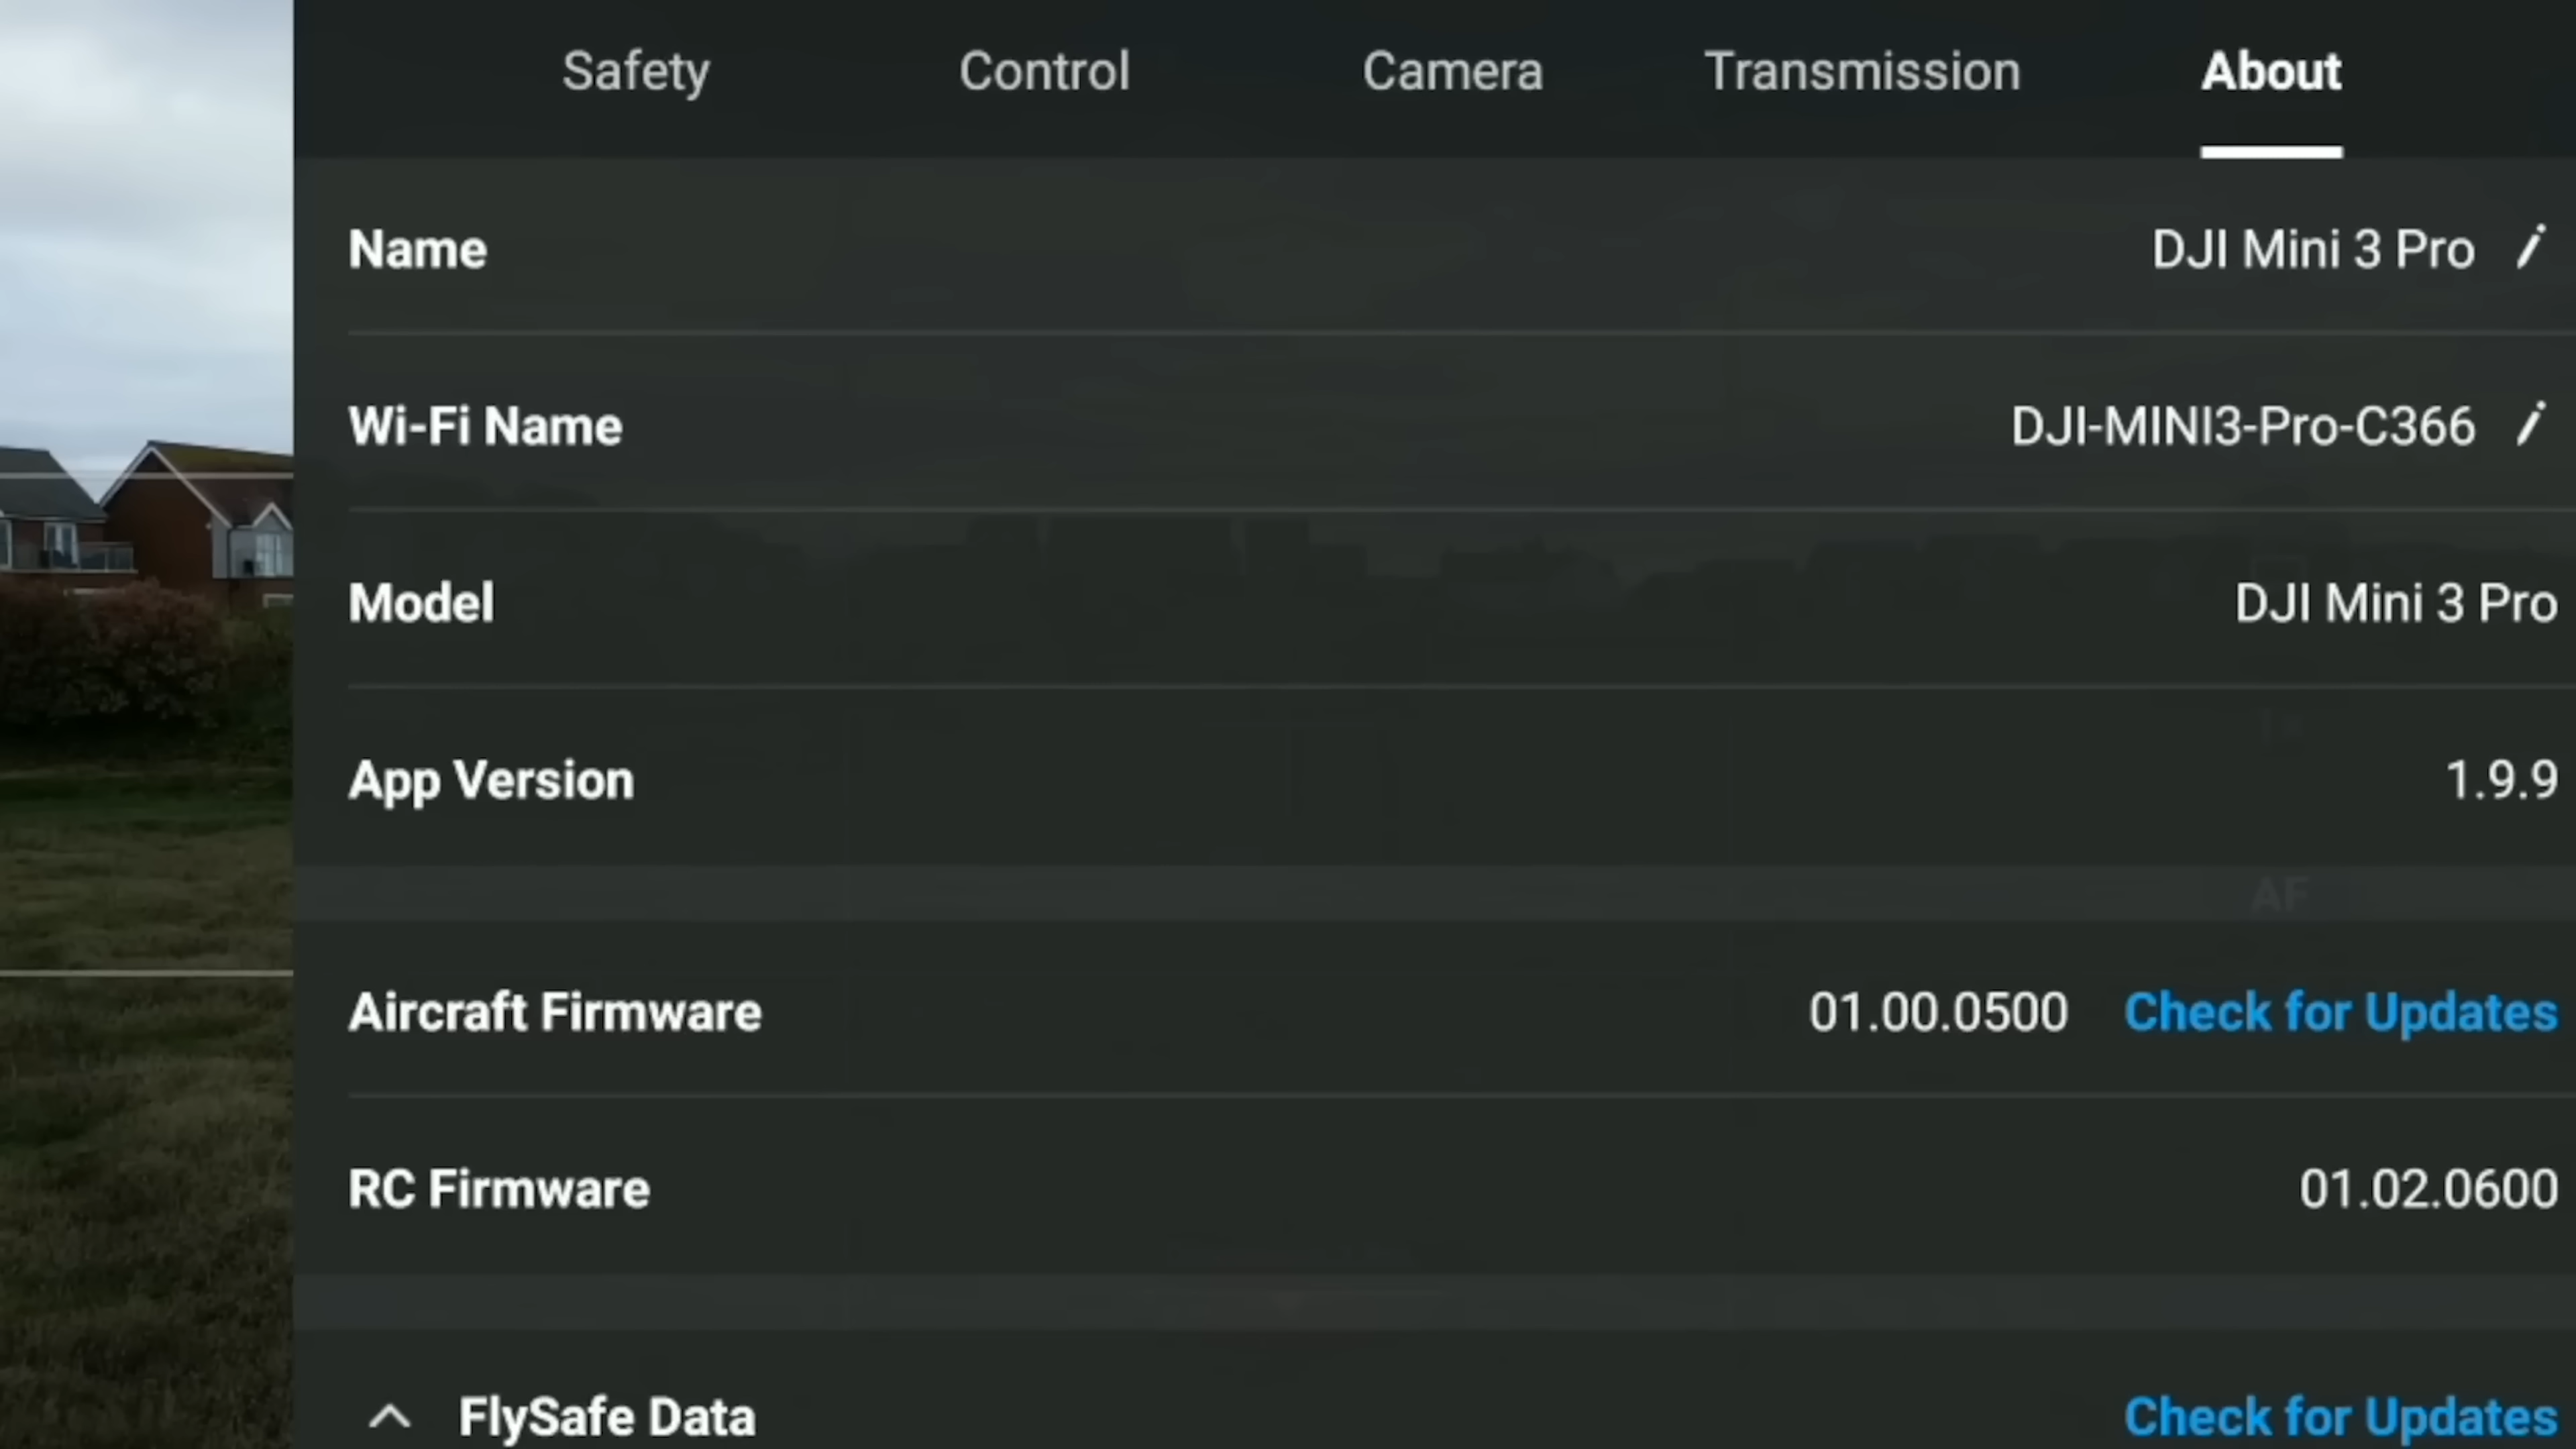 Safety Control Camera Transmission About
Name DJI Mini 3 Pro
Wi-Fi Name DJI-MINI3-Pro-C366
Model DJI Mini 3 Pro
App Version 1.9.9
AF
Aircraft Firmware 01.00.0500 Check for Updates
RC Firmware 01.02.0600
FlySafe Data Check for Updates